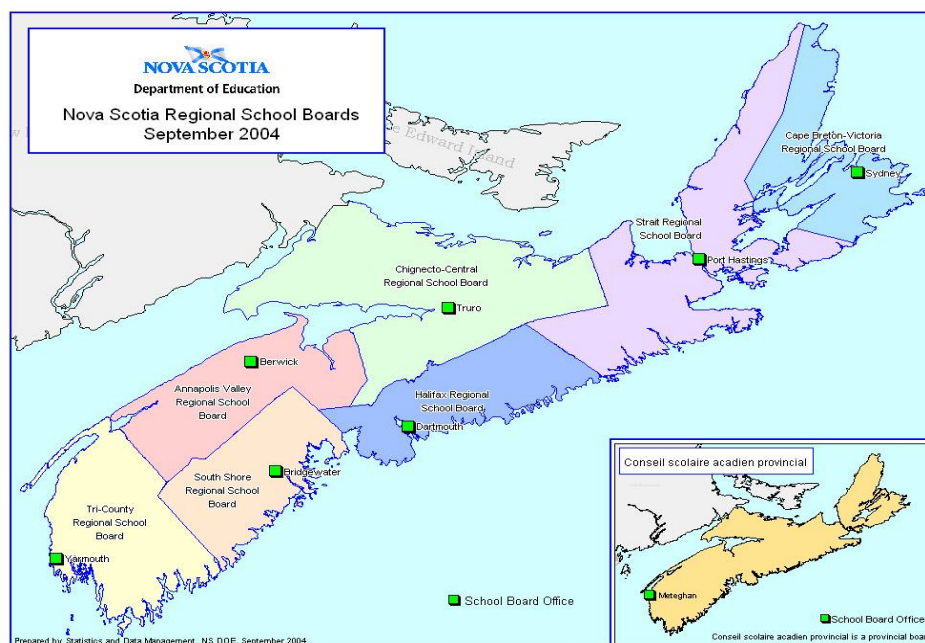 NOVA SCOTIA
Department of Education
Nova Scotia Regional School Boards
September 2004
Edward Island
Cape Breton-Victoria
Regional School Board
Sydney
Strait Regional
School Board
Port Hastings
Chignecto-Central
Regional School Board
Truro
Berwick
Annapolis Valley
Regional School
Board
Halifax Regional
School Board
Dartmouth
South Shore
Regional School
Board
Bridgewater
Tri-County
Regional School
Board
Yarmouth
School Board Office
Prepared by Statistics and Data Management, NS DOE, September 2004
Conseil scolaire acadien provincial
Meteghan
School Board Office
Conseil scolaire acadien provincial is a provincial board